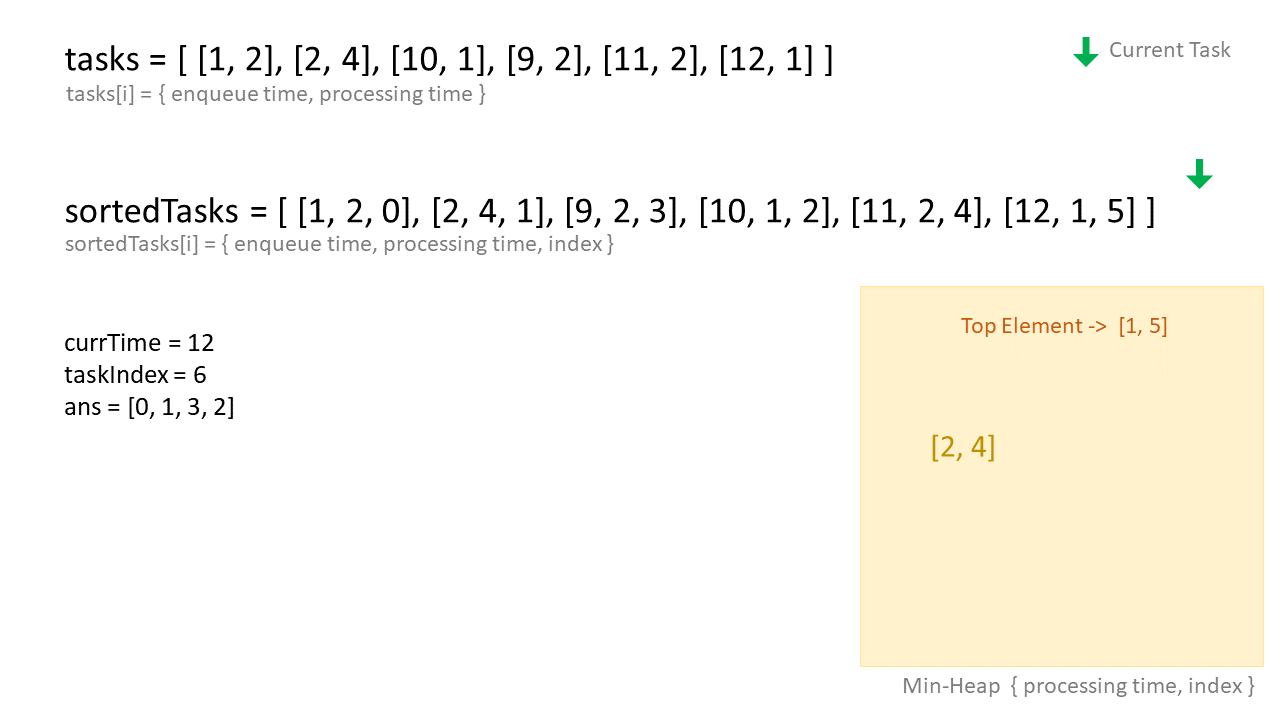 tasks = [ [1, 2], [2, 4], [10, 1], [9, 2], [11, 2], [12, 1] ]
Current Task
tasks[i] = { enqueue time, processing time }
sortedTasks = [ [1, 2, 0], [2, 4, 1], [9, 2, 3], [10, 1, 2], [11, 2, 4], [12, 1, 5] ]
sortedTasks[i] = { enqueue time, processing time, index }
currTime = 12
taskIndex = 6
ans = [0, 1, 3, 2]
Top Element -> [1, 5]
[2, 4]
Min-Heap { processing time, index }